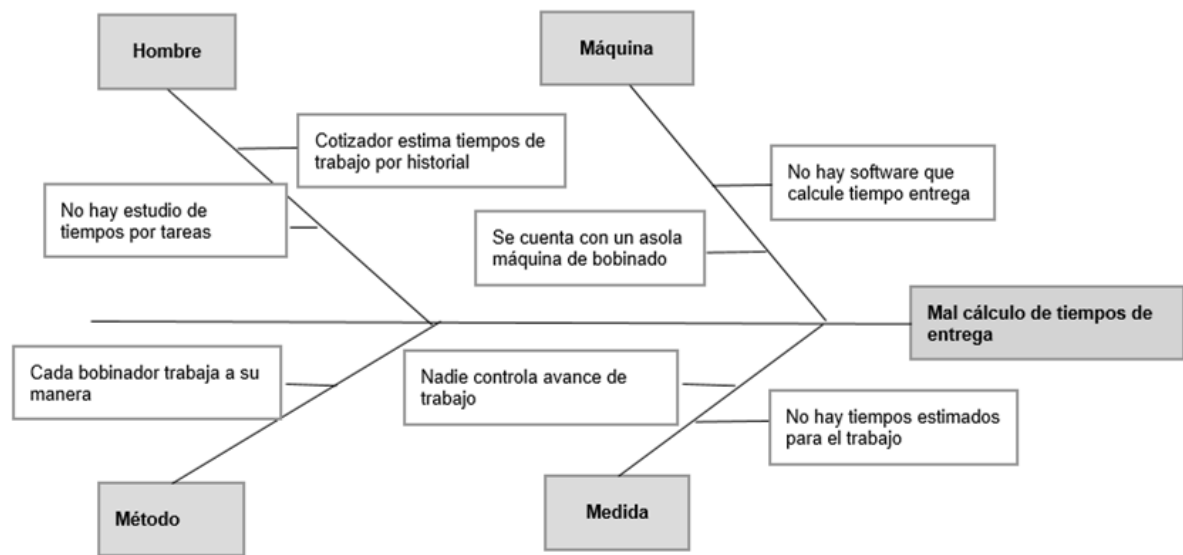 Hombre
Máquina
Cotizador estima tiempos de
trabajo por historial
No hay software que
calcule tiempo entrega
No hay estudio de
tiempos por tareas
Se cuenta con un asola
máquina de bobinado
Mal cálculo de tiempos de
entrega
Cada bobinador trabaja a su
manera
Nadie controla avance de
trabajo
No hay tiempos estimados
para el trabajo
Método
Medida